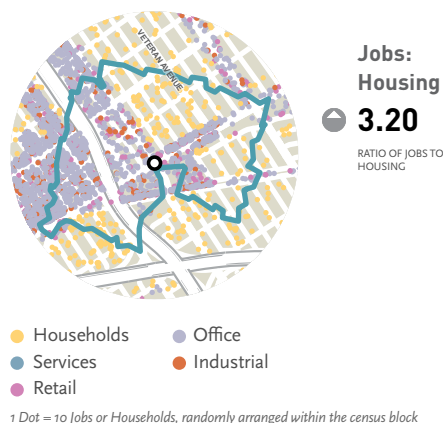 VETERAN AVENUE
Jobs:
Housing
3.20
RATIO OF JOBS TO
HOUSING
Households
Services
Retail
Office
Industrial
1 Dot = 10 Jobs or Households, randomly arranged within the census block